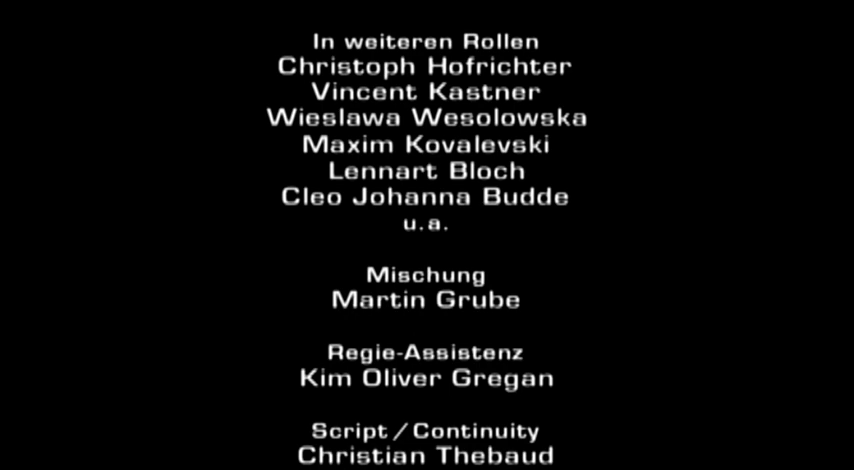 In weiteren Rollen
Christoph Hofrichter
Vincent Kastner
Wieslawa Wesolowska
Maxim Kovalevski
Lennart Bloch
Cleo Johanna Budde
u.a.
Mischung
Martin Grube
Regie-Assistenz
Kim Oliver Gregan
Script/Continuity
Christian Thebaud